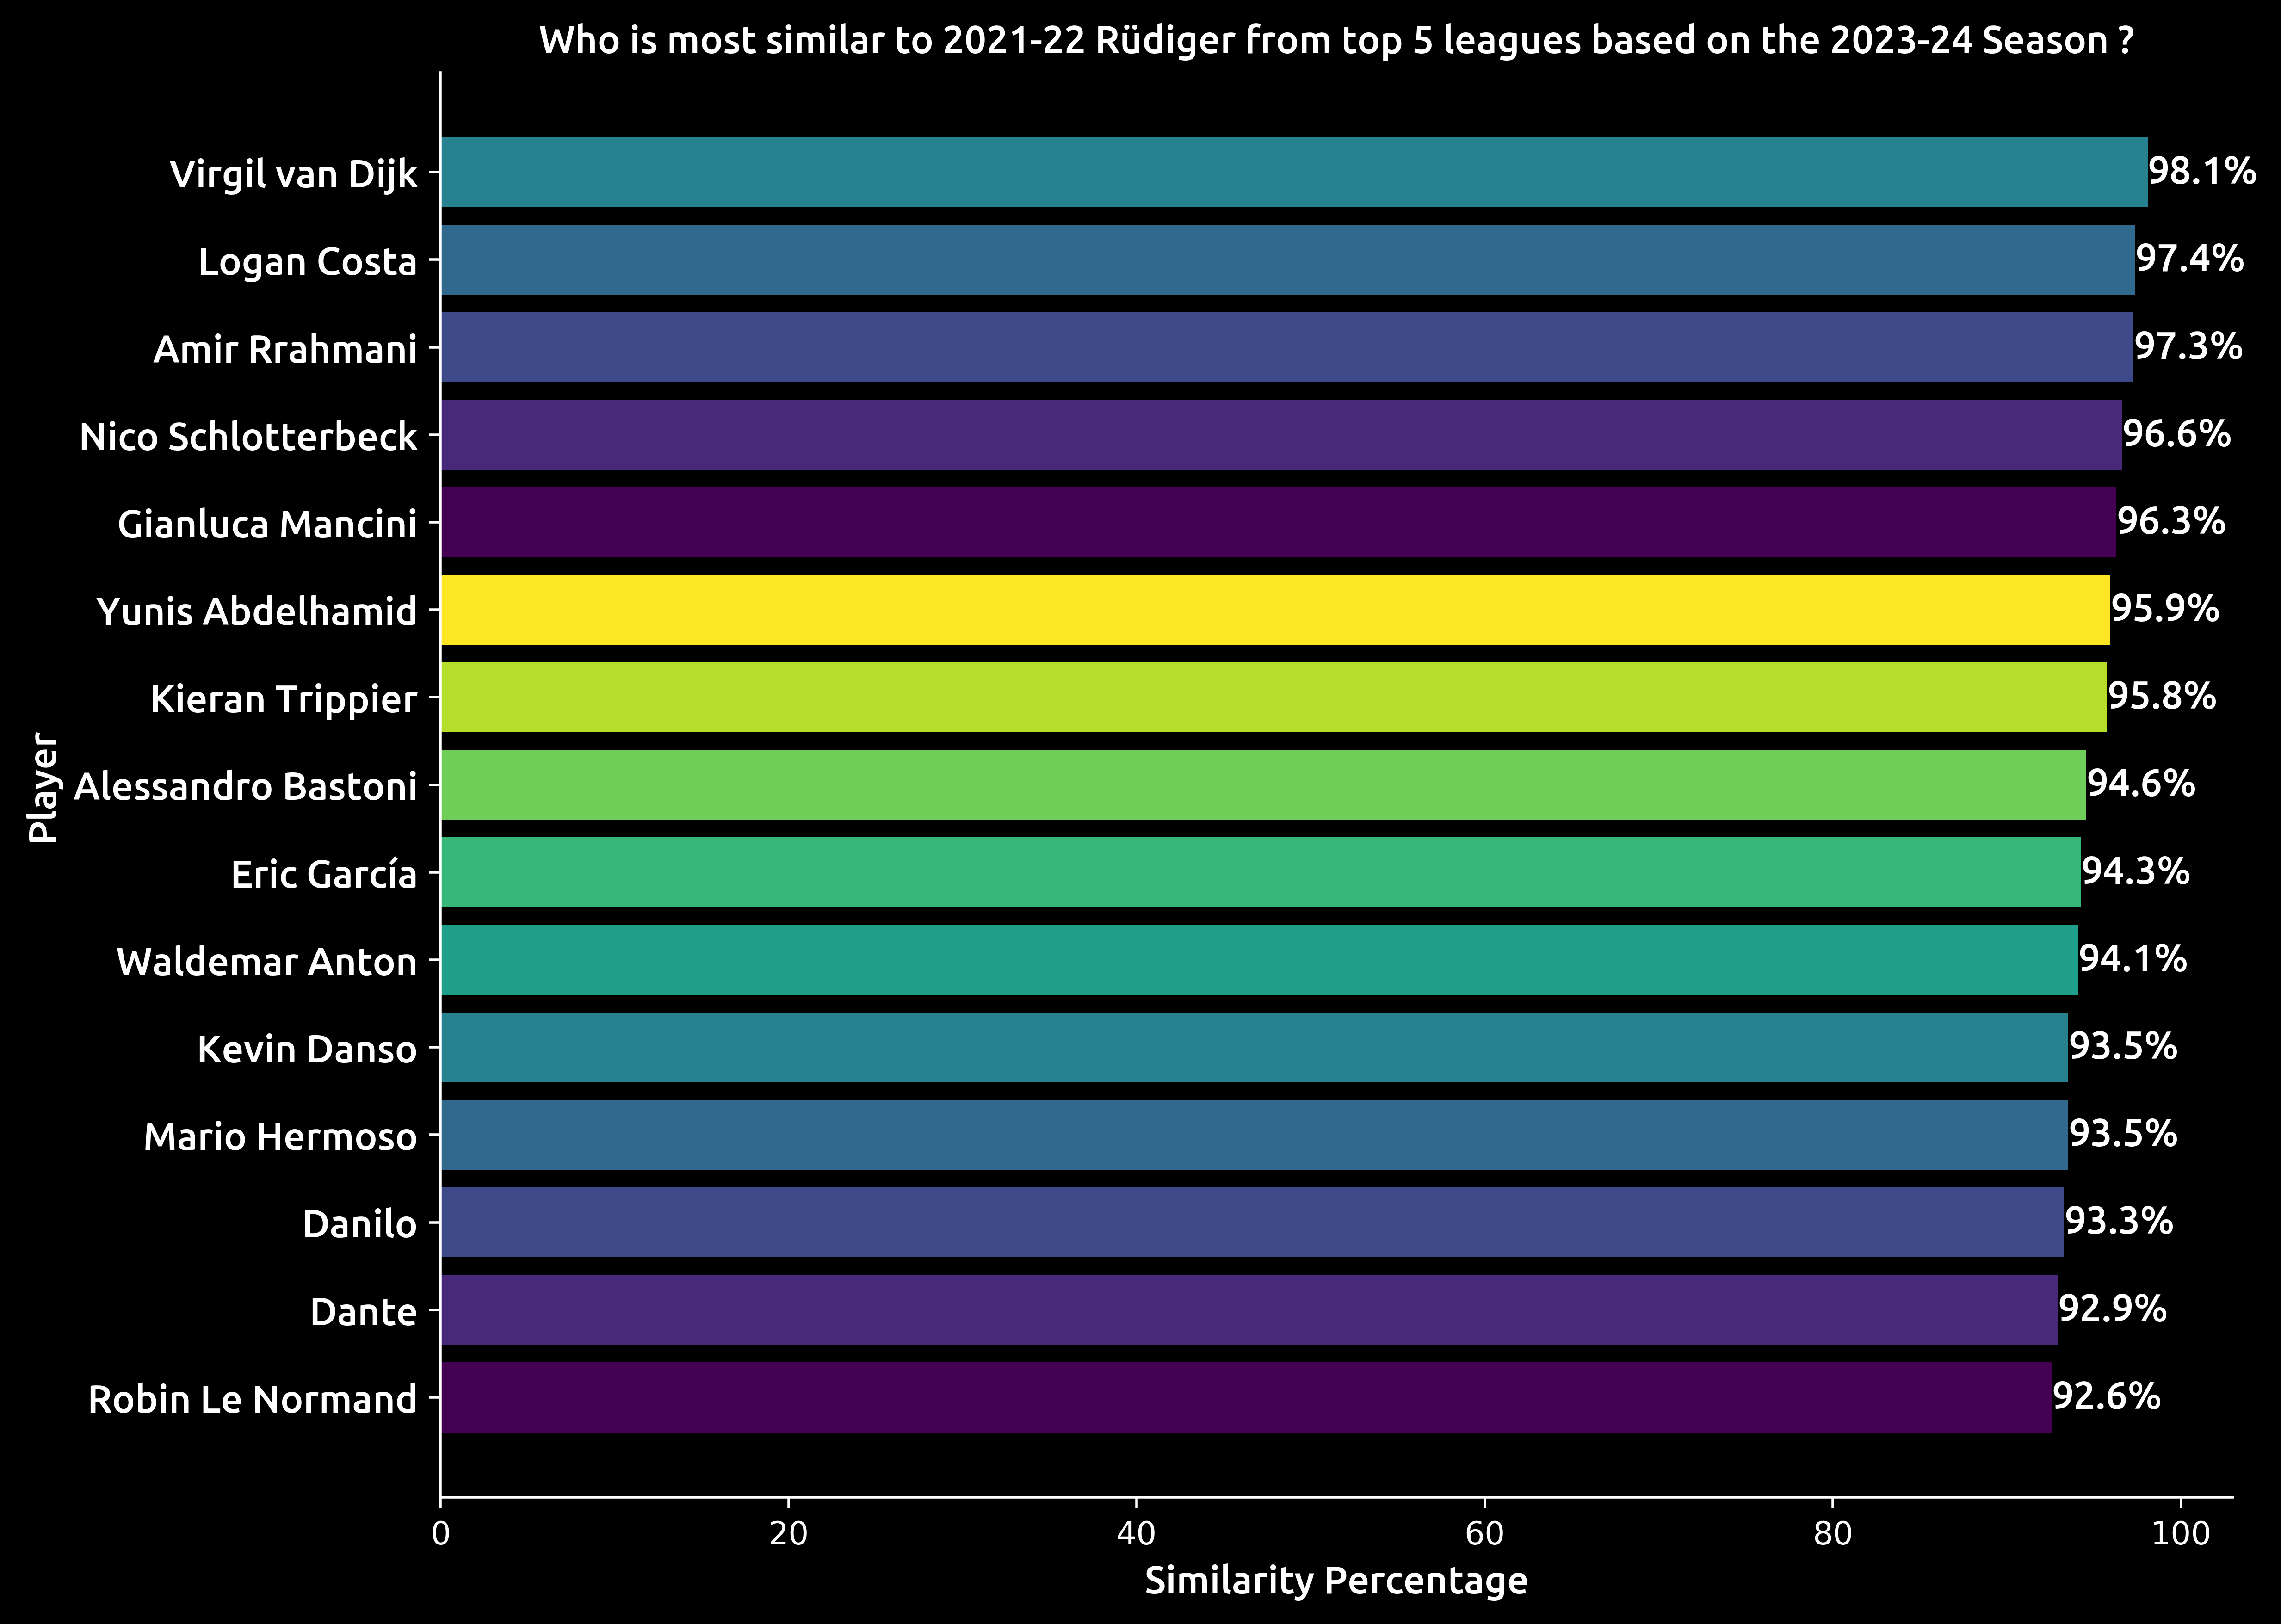 Who is most similar to 2021-22 Rüdiger from top 5 leagues based on the 2023-24 Season ?
Virgil van Dijk 98.1%
Logan Costa 97.4%
Amir Rrahmani 97.3%
Nico Schlotterbeck 96.6%
Gianluca Mancini 96.3%
Yunis Abdelhamid 95.9%
Kieran Trippier 95.8%
Alessandro Bastoni 94.6%
Eric García 94.3%
Waldemar Anton 94.1%
Kevin Danso 93.5%
Mario Hermoso 93.5%
Danilo 93.3%
Dante 92.9%
Robin Le Normand 92.6%
Player
0 20 40 60 80 100
Similarity Percentage